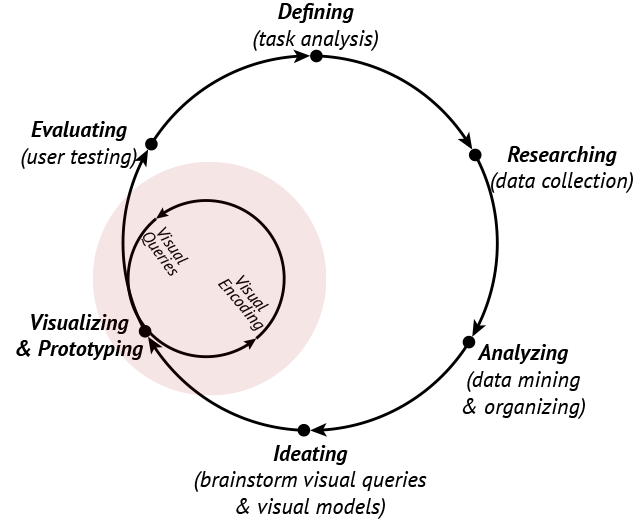 Defining
(task analysis)
Evaluating
(user testing)
Researching
(data collection)
Visual
Queries
Visual
Encoding
Visualizing
& Prototyping
Analyzing
(data mining
& organizing)
Ideating
(brainstorm visual queries
& visual models)